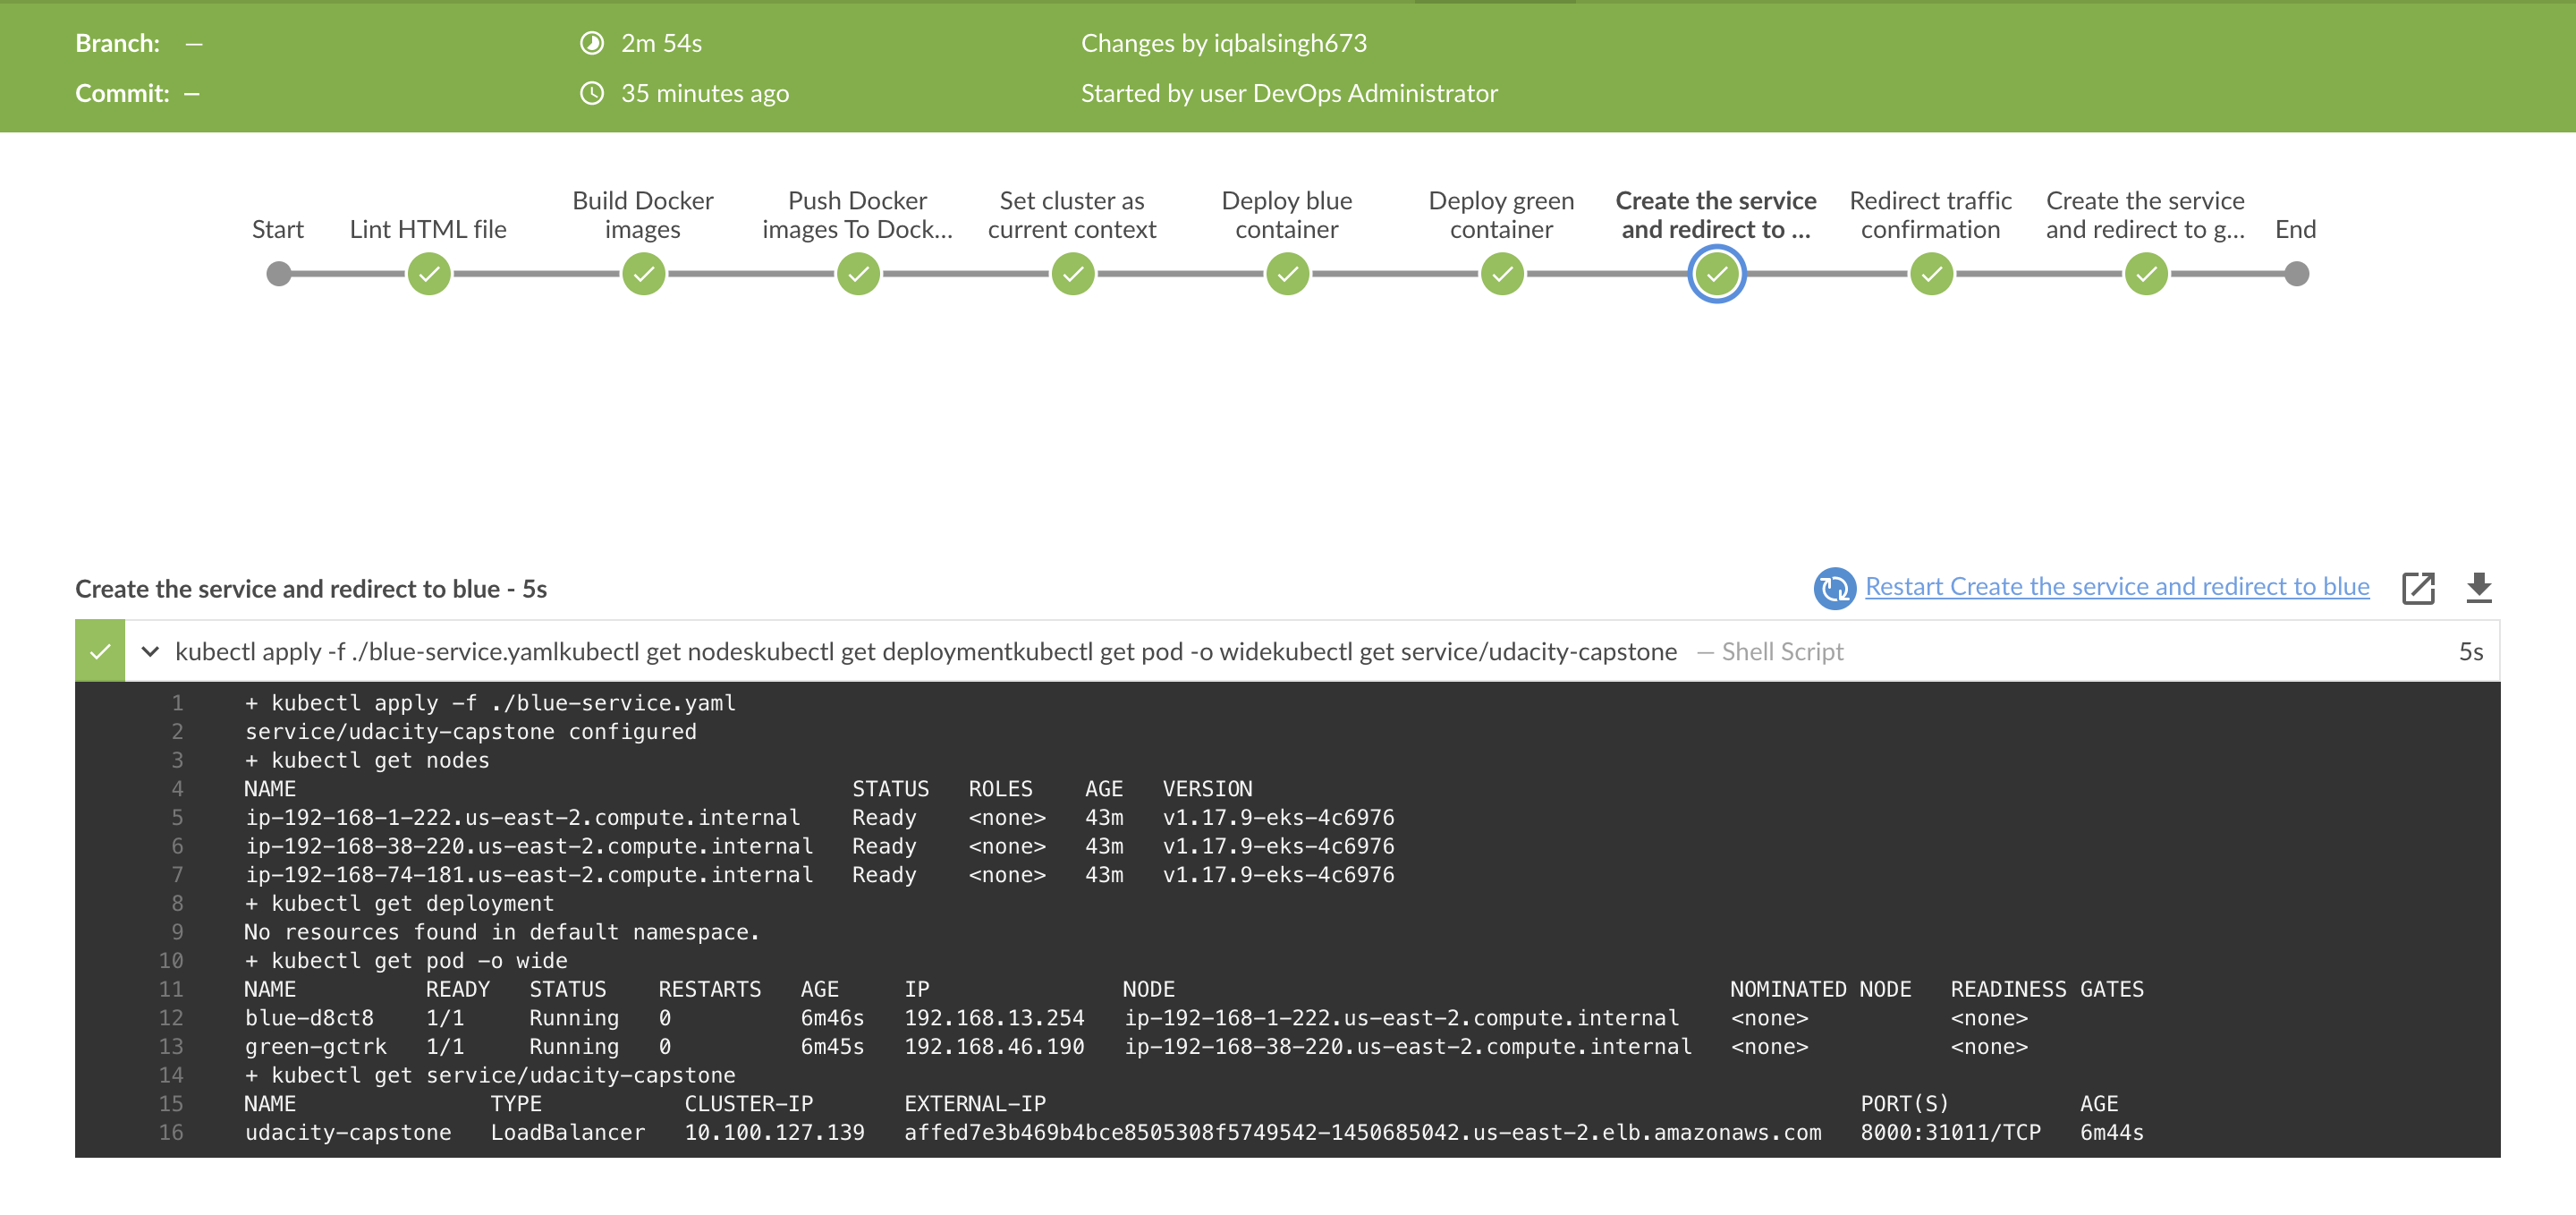 Branch: —
2m 54s
Changes by iqbalsingh673
Commit: —
35 minutes ago
Started by user DevOps Administrator
Start
Lint HTML file
Build Docker
images
Push Docker
images To Dock...
Set cluster as
current context
Deploy blue
container
Deploy green
container
Create the service
and redirect to ...
Redirect traffic
confirmation
Create the service
and redirect to g...
End
Create the service and redirect to blue - 5s
Restart Create the service and redirect to blue
kubectl apply -f ./blue-service.yamlkubectl get nodeskubectl get deploymentkubectl get pod -o widekubectl get service/udacity-capstone — Shell Script 5s
1 + kubectl apply -f ./blue-service.yaml
2 service/udacity-capstone configured
3 + kubectl get nodes
4 NAME STATUS ROLES AGE VERSION
5 ip-192-168-1-222.us-east-2.compute.internal Ready <none> 43m v1.17.9-eks-4c6976
6 ip-192-168-38-220.us-east-2.compute.internal Ready <none> 43m v1.17.9-eks-4c6976
7 ip-192-168-74-181.us-east-2.compute.internal Ready <none> 43m v1.17.9-eks-4c6976
8 + kubectl get deployment
9 No resources found in default namespace.
10 + kubectl get pod -o wide
11 NAME READY STATUS RESTARTS AGE IP NODE NOMINATED NODE READINESS GATES
12 blue-d8ct8 1/1 Running 0 6m46s 192.168.13.254 ip-192-168-1-222.us-east-2.compute.internal <none> <none>
13 green-gctrk 1/1 Running 0 6m45s 192.168.46.190 ip-192-168-38-220.us-east-2.compute.internal <none> <none>
14 + kubectl get service/udacity-capstone
15 NAME TYPE CLUSTER-IP EXTERNAL-IP PORT(S) AGE
16 udacity-capstone LoadBalancer 10.100.127.139 affed7e3b469b4bce8505308f5749542-1450685042.us-east-2.elb.amazonaws.com 8000:31011/TCP 6m44s